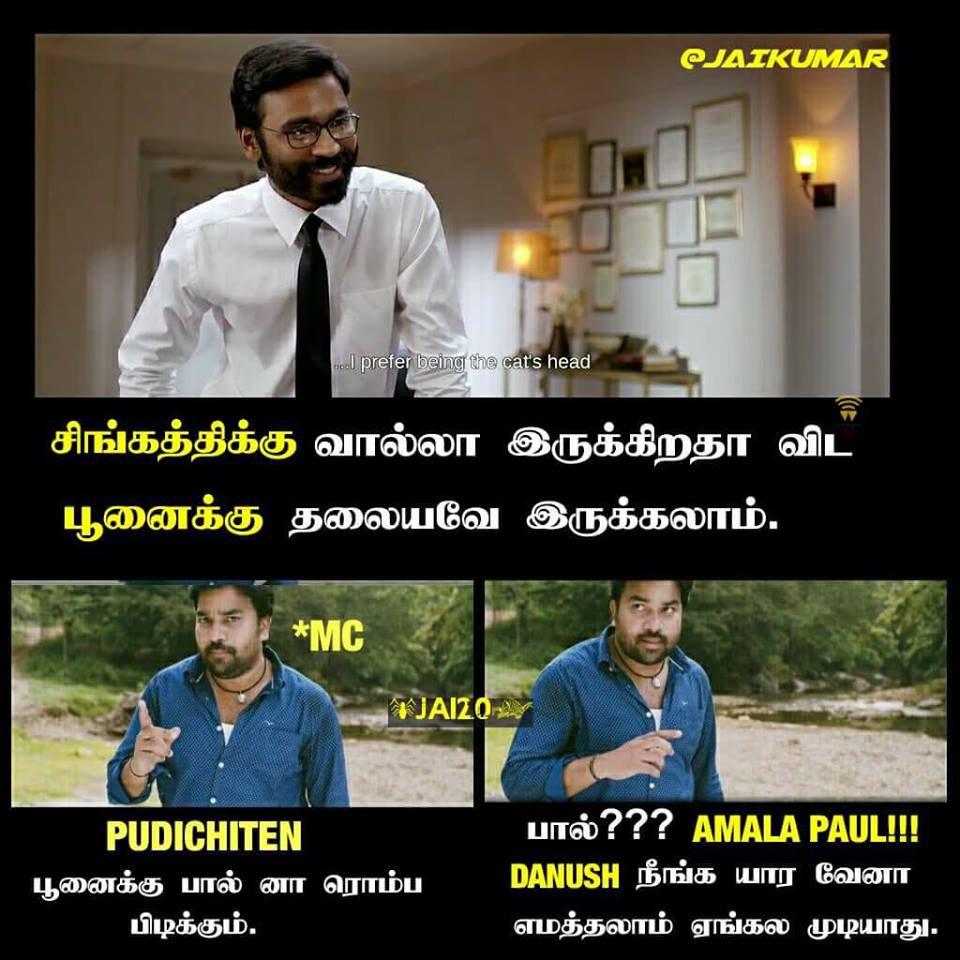 @JAIKUMAR
...I prefer being the cat's head
சிங்கத்திக்கு வால்லா இருக்கிறதா விட
பூனைக்கு தலையவே இருக்கலாம்.
*MC
JAI2.0
PUDICHITEN
பூனைக்கு பால் னா ரொம்ப
பிடிக்கும்.
பால்??? AMALA PAUL!!!
DANUSH நீங்க யார வேனா
எமத்தலாம் ஏங்கல முடியாது.